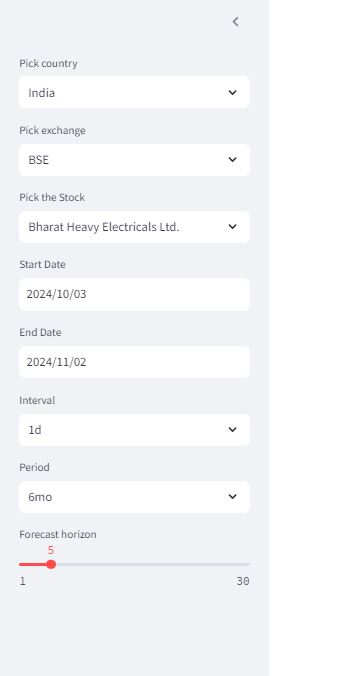 Pick country
India
Pick exchange
BSE
Pick the Stock
Bharat Heavy Electricals Ltd.
Start Date
2024/10/03
End Date
2024/11/02
Interval
1d
Period
6mo
Forecast horizon
5
1 30